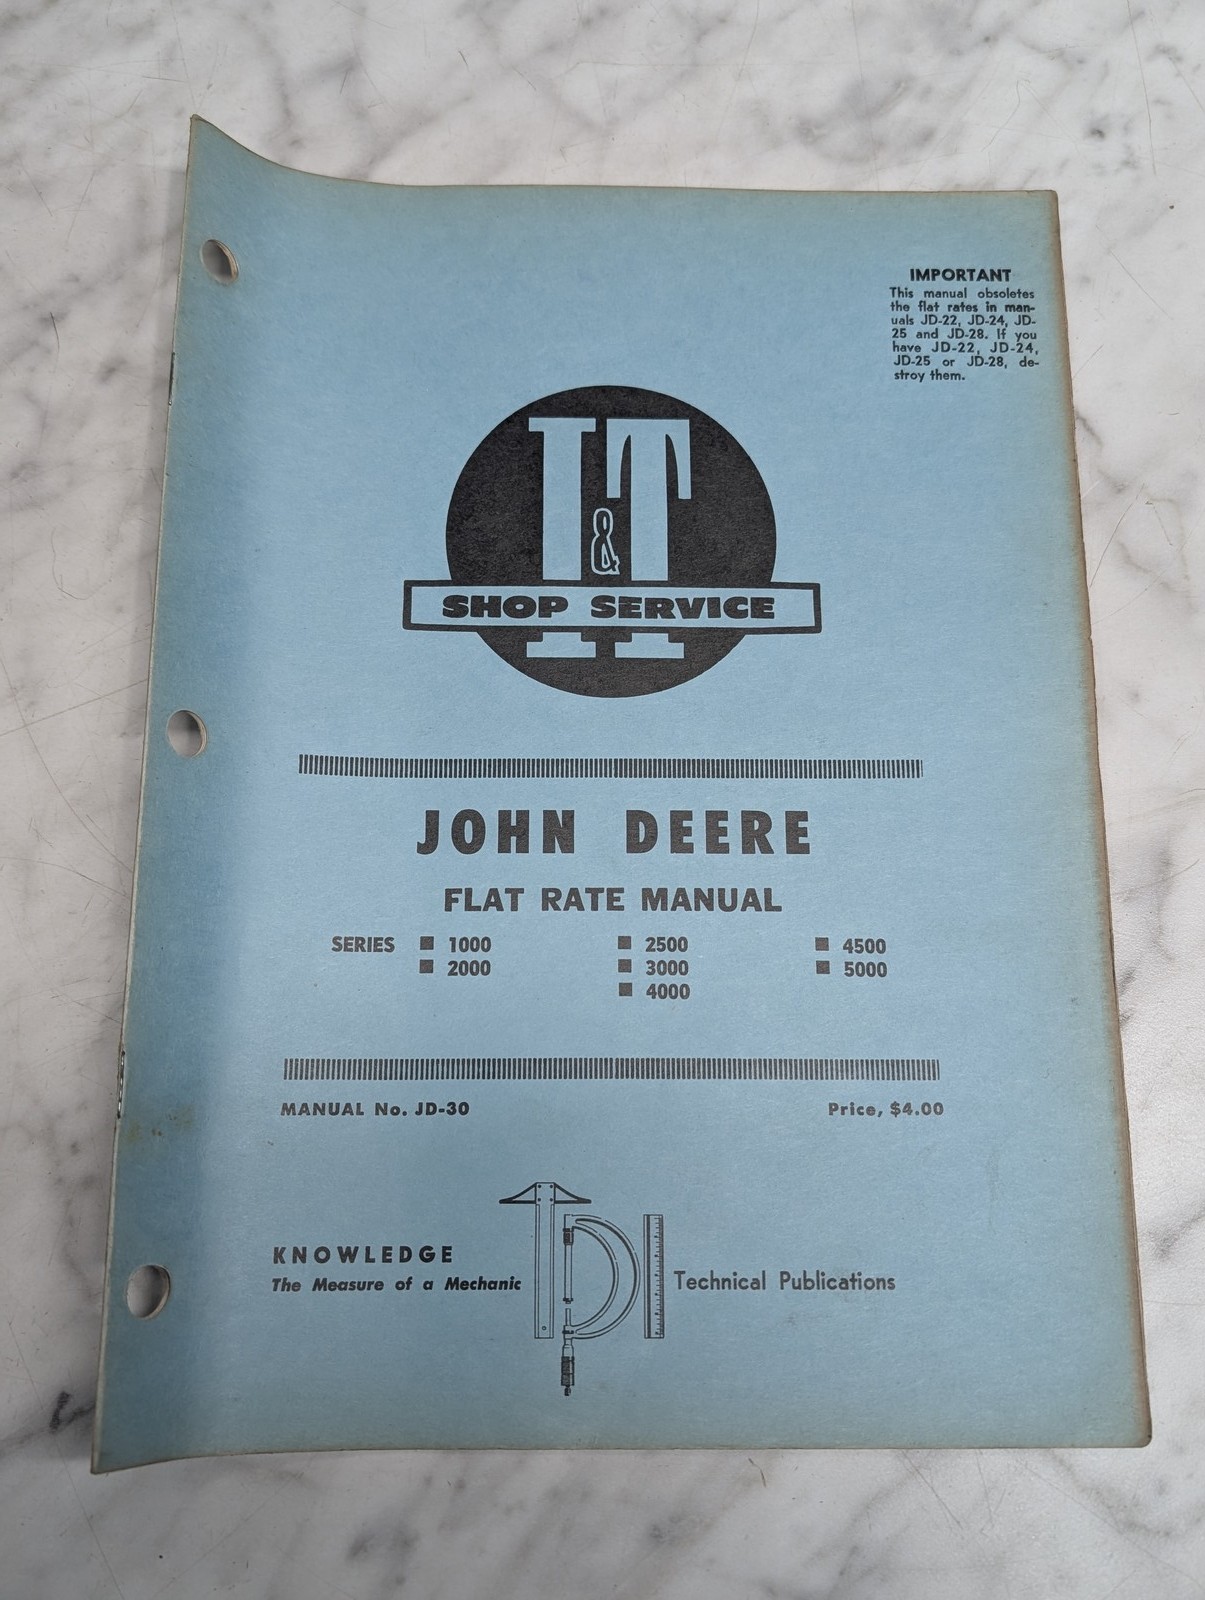 IMPORTANT
This manual obsoletes
the flat rates in man-
uals JD-22, JD-24, JD-
25 and JD-28. If you
have JD-22, JD-24,
JD-25 or JD-28, de-
stroy them.
I&T
SHOP SERVICE
JOHN DEERE
FLAT RATE MANUAL
SERIES ■ 1000 ■ 2500 ■ 4500
■ 2000 ■ 3000 ■ 5000
■ 4000
MANUAL No. JD-30 Price, $4.00
KNOWLEDGE
The Measure of a Mechanic TPI Technical Publications